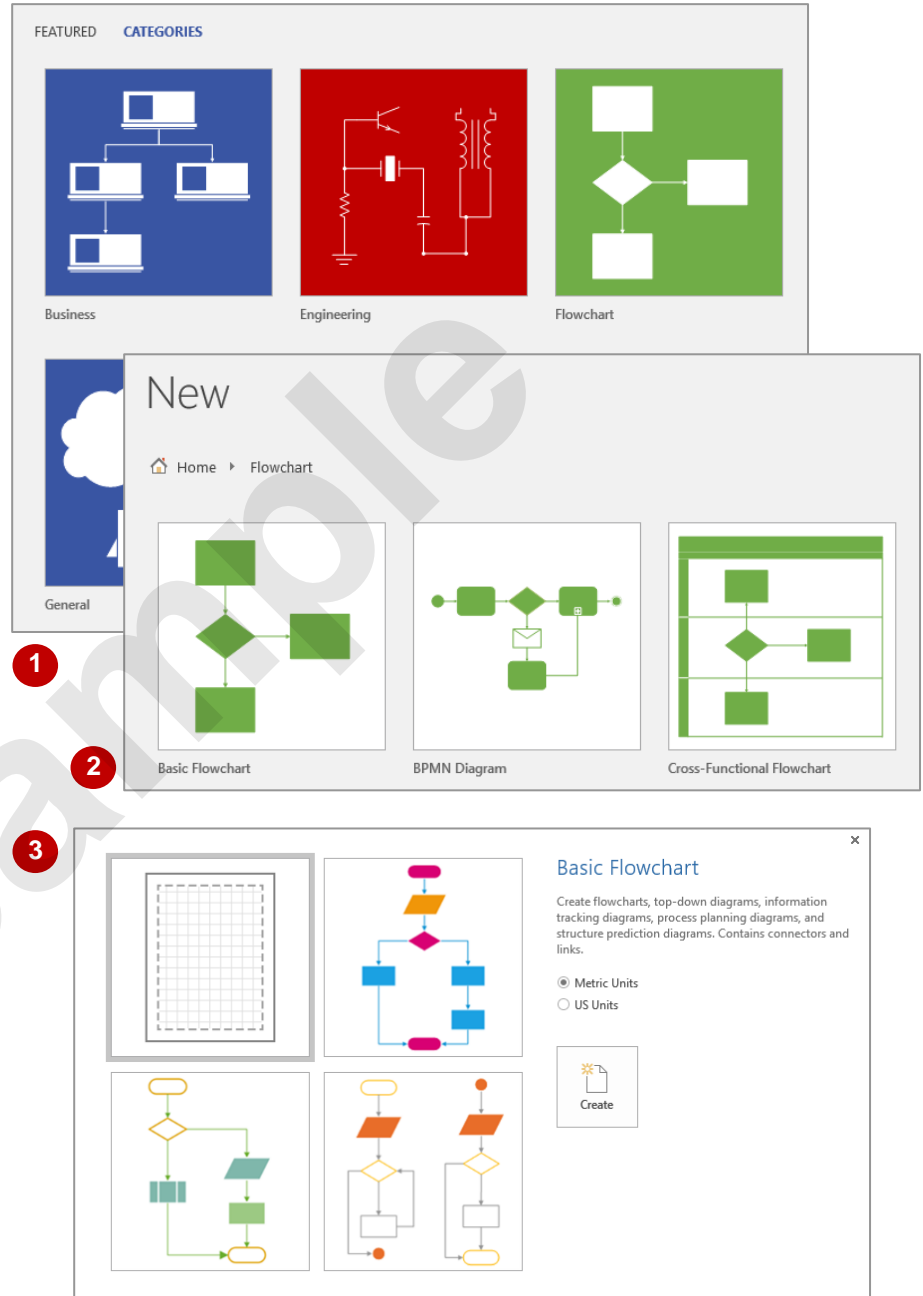 FEATURED CATEGORIES
Business Engineering Flowchart
General
New
Home Flowchart
Basic Flowchart BPMN Diagram Cross-Functional Flowchart
1
2
3
Basic Flowchart
Create flowcharts, top-down diagrams, information
tracking diagrams, process planning diagrams, and
structure prediction diagrams. Contains connectors and
links.
Metric Units
US Units
Create
Sample